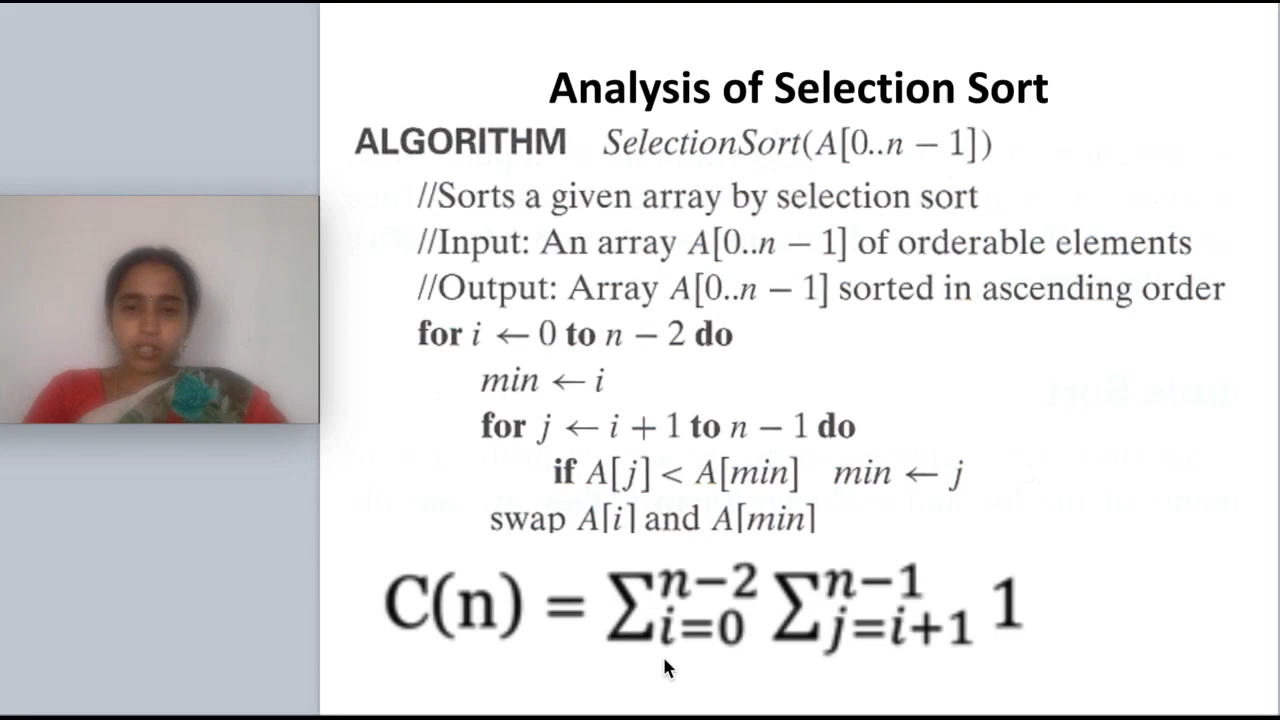 Analysis of Selection Sort
ALGORITHM SelectionSort(A[0..n − 1])
//Sorts a given array by selection sort
//Input: An array A[0..n − 1] of orderable elements
//Output: Array A[0..n − 1] sorted in ascending order
for i ← 0 to n − 2 do
min ← i
for j ← i + 1 to n − 1 do
if A[j] < A[min] min ← j
swap A[i] and A[min]
C(n) = ∑_{i=0}^{n−2} ∑_{j=i+1}^{n−1} 1